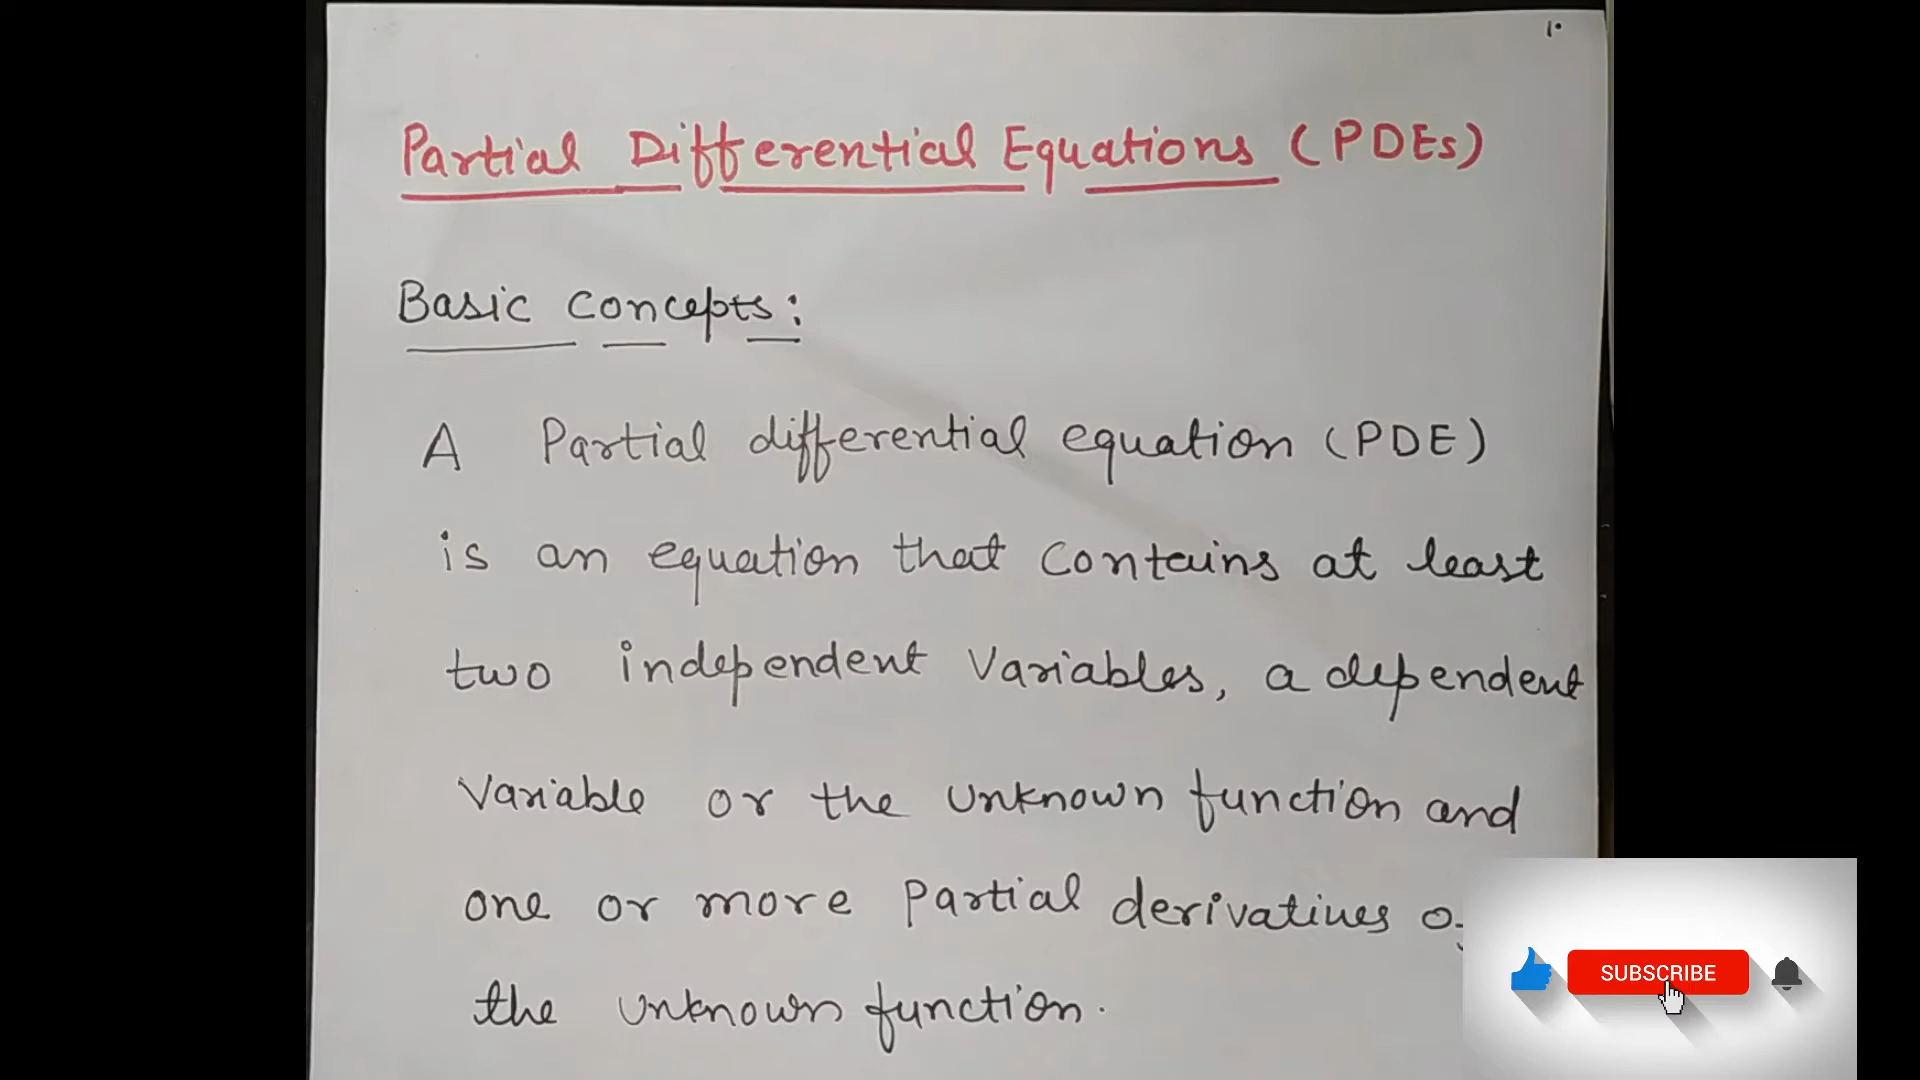 1.
Partial Differential Equations (PDEs)
Basic Concepts:
A Partial differential equation (PDE)
is an equation that contains at least
two independent variables, a dependent
variable or the unknown function and
one or more partial derivatives
the unknown function.
SUBSCRIBE